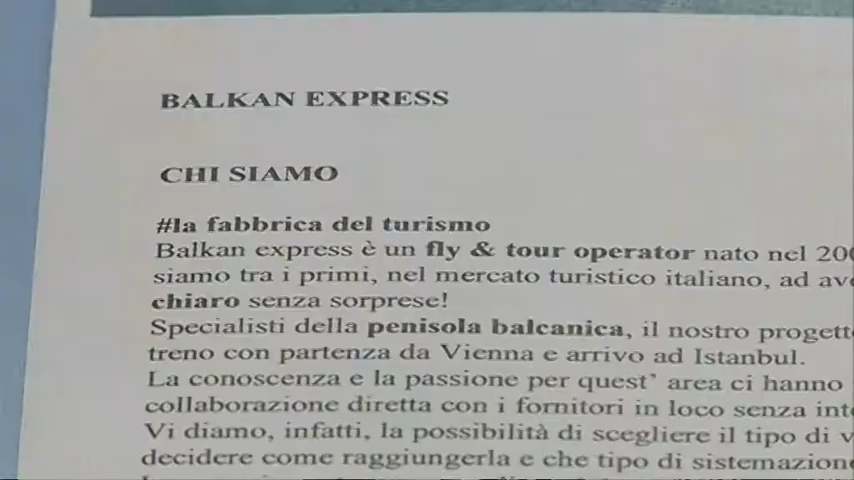 BALKAN EXPRESS
CHI SIAMO
#la fabbrica del turismo
Balkan express è un fly & tour operator nato nel
siamo tra i primi, nel mercato turistico italiano, ad
chiaro senza sorprese!
Specialisti della penisola balcanica, il nostro
treno con partenza da Vienna e arrivo ad Istanbul.
La conoscenza e la passione per quest' area ci hanno
collaborazione diretta con i fornitori in loco senza
Vi diamo, infatti, la possibilità di scegliere il tipo di
decidere come raggiungerla e che tipo di sistemazione